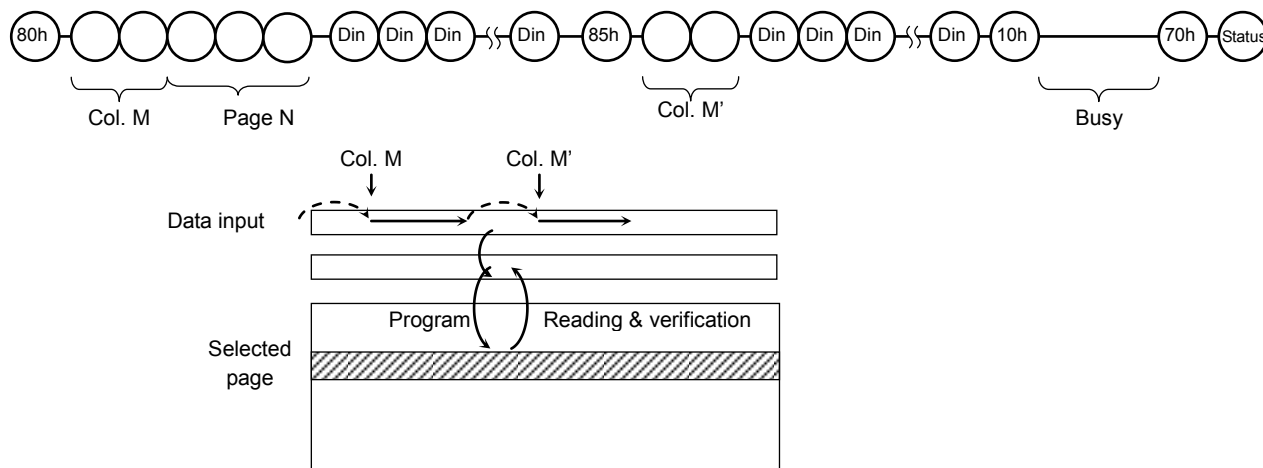 80h Din Din Din Din 85h Din Din Din Din 10h 70h Status
Col. M Page N Col. M’ Busy
Col. M Col. M’
Data input
Program Reading & verification
Selected
page